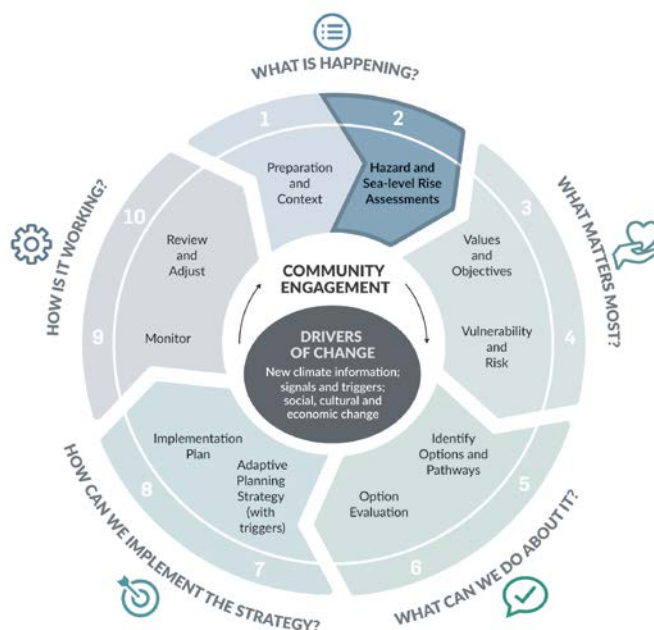 WHAT IS HAPPENING?
1
Preparation
and
Context
2
Hazard and
Sea-level Rise
Assessments
WHAT MATTERS MOST?
3
Values
and
Objectives
4
Vulnerability
and
Risk
WHAT CAN WE DO ABOUT IT?
5
Identify
Options and
Pathways
6
Option
Evaluation
HOW CAN WE IMPLEMENT THE STRATEGY?
7
Adaptive
Planning
Strategy
(with
triggers)
8
Implementation
Plan
HOW IS IT WORKING?
9
Monitor
10
Review
and
Adjust
COMMUNITY
ENGAGEMENT
DRIVERS
OF CHANGE
New climate information;
signals and triggers;
social, cultural and
economic change